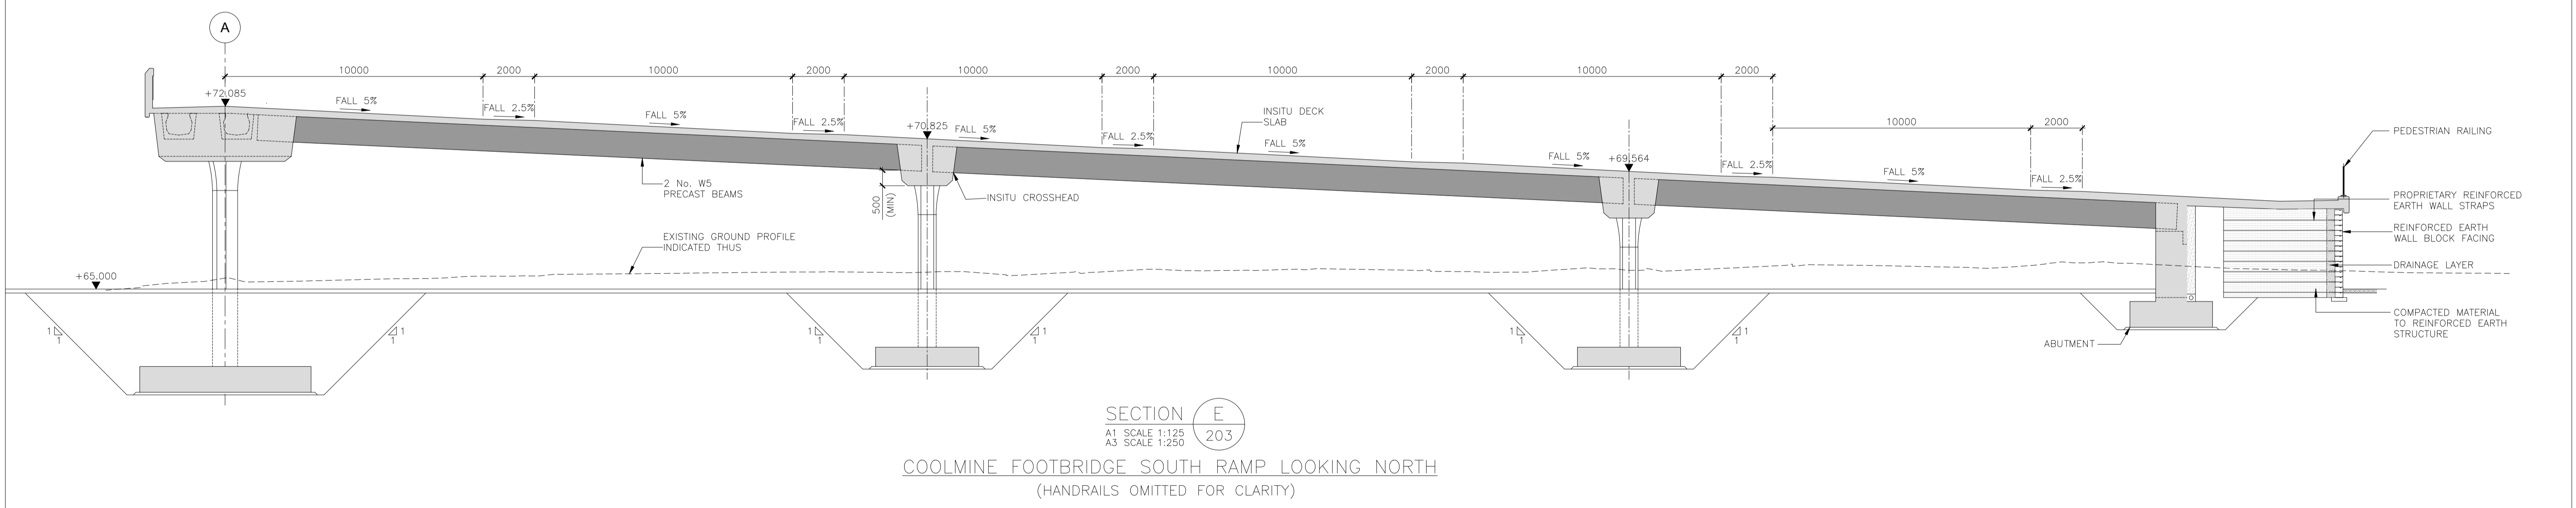 A
10000
2000
10000
2000
10000
2000
10000
2000
10000
2000
10000
2000
+72.085
FALL 5%
FALL 2.5%
FALL 5%
FALL 2.5%
+70.825
FALL 5%
FALL 2.5%
FALL 5%
INSITU DECK
SLAB
FALL 5%
+69.564
FALL 2.5%
FALL 5%
FALL 2.5%
2 No. W5
PRECAST BEAMS
500
(MIN)
INSITU CROSSHEAD
EXISTING GROUND PROFILE
INDICATED THUS
+65.000
PEDESTRIAN RAILING
PROPRIETARY REINFORCED
EARTH WALL STRAPS
REINFORCED EARTH
WALL BLOCK FACING
DRAINAGE LAYER
COMPACTED MATERIAL
TO REINFORCED EARTH
STRUCTURE
ABUTMENT
1
1
1
1
1
1
1
1
1
1
1
1
SECTION E
203
A1 SCALE 1:125
A3 SCALE 1:250
COOLMINE FOOTBRIDGE SOUTH RAMP LOOKING NORTH
(HANDRAILS OMITTED FOR CLARITY)